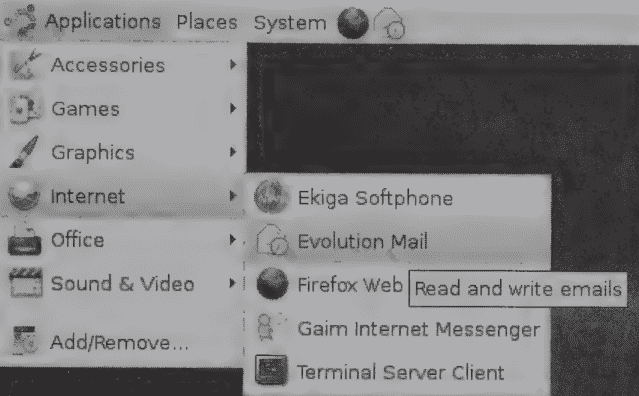 Applications Places System
Accessories
Games
Graphics
Internet
Office
Sound & Video
Add/Remove...
Ekiga Softphone
Evolution Mail
Firefox Web
Read and write emails
Gaim Internet Messenger
Terminal Server Client